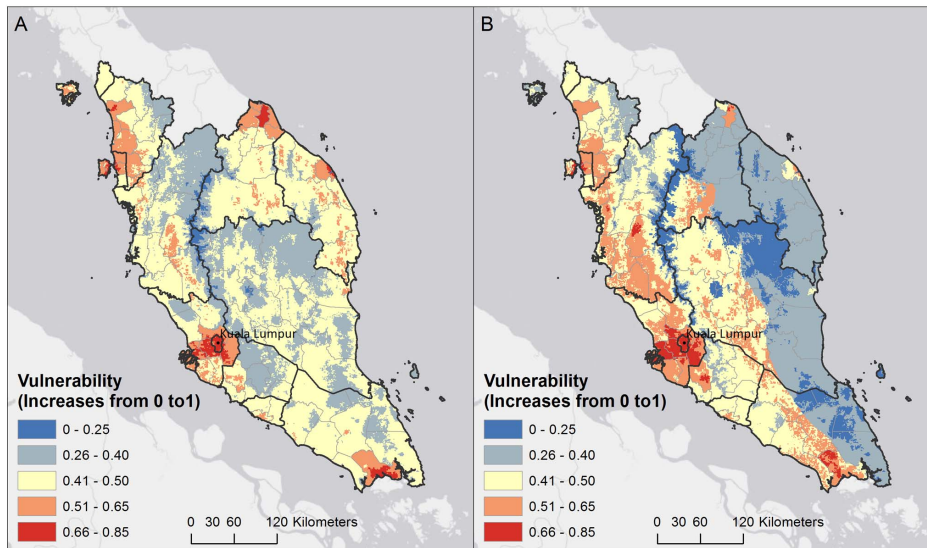 A
Kuala Lumpur
Vulnerability
(Increases from 0 to1)
0 - 0.25
0.26 - 0.40
0.41 - 0.50
0.51 - 0.65
0.66 - 0.85
0 30 60 120 Kilometers
B
Kuala Lumpur
Vulnerability
(Increases from 0 to1)
0 - 0.25
0.26 - 0.40
0.41 - 0.50
0.51 - 0.65
0.66 - 0.85
0 30 60 120 Kilometers